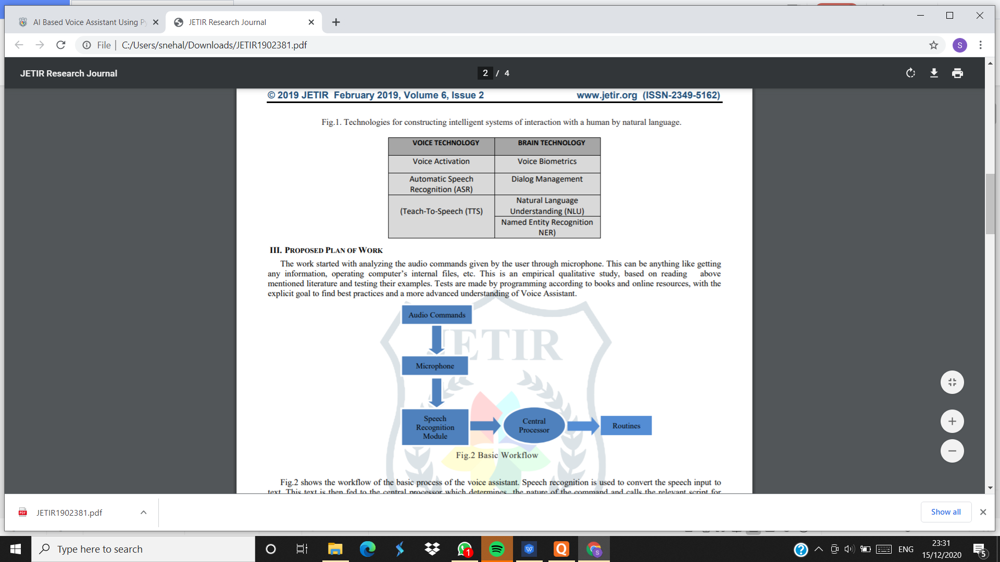 AI Based Voice Assistant Using P
JETIR Research Journal
File
C:/Users/snehal/Downloads/JETIR1902381.pdf
S
JETIR Research Journal
2 / 4
© 2019 JETIR February 2019, Volume 6, Issue 2
www.jetir.org (ISSN-2349-5162)
Fig.1. Technologies for constructing intelligent systems of interaction with a human by natural language.
VOICE TECHNOLOGY
BRAIN TECHNOLOGY
Voice Activation
Voice Biometrics
Automatic Speech
Recognition (ASR)
Dialog Management
(Teach-To-Speech (TTS)
Natural Language
Understanding (NLU)
Named Entity Recognition
NER)
III. PROPOSED PLAN OF WORK
The work started with analyzing the audio commands given by the user through microphone. This can be anything like getting
any information, operating computer's internal files, etc. This is an empirical qualitative study, based on reading above
mentioned literature and testing their examples. Tests are made by programming according to books and online resources, with the
explicit goal to find best practices and a more advanced understanding of Voice Assistant.
JETIR
Audio Commands
Microphone
Speech
Recognition
Module
Central
Processor
Routines
Fig.2 Basic Workflow
Fig.2 shows the workflow of the basic process of the voice assistant. Speech recognition is used to convert the speech input to
text. This text is then fed to the central processor which determines the nature of the command and calls the relevant script for
PDF
JETIR1902381.pdf
Show all
Type here to search
1
W
Q
S
?
ENG
23:31
15/12/2020
5